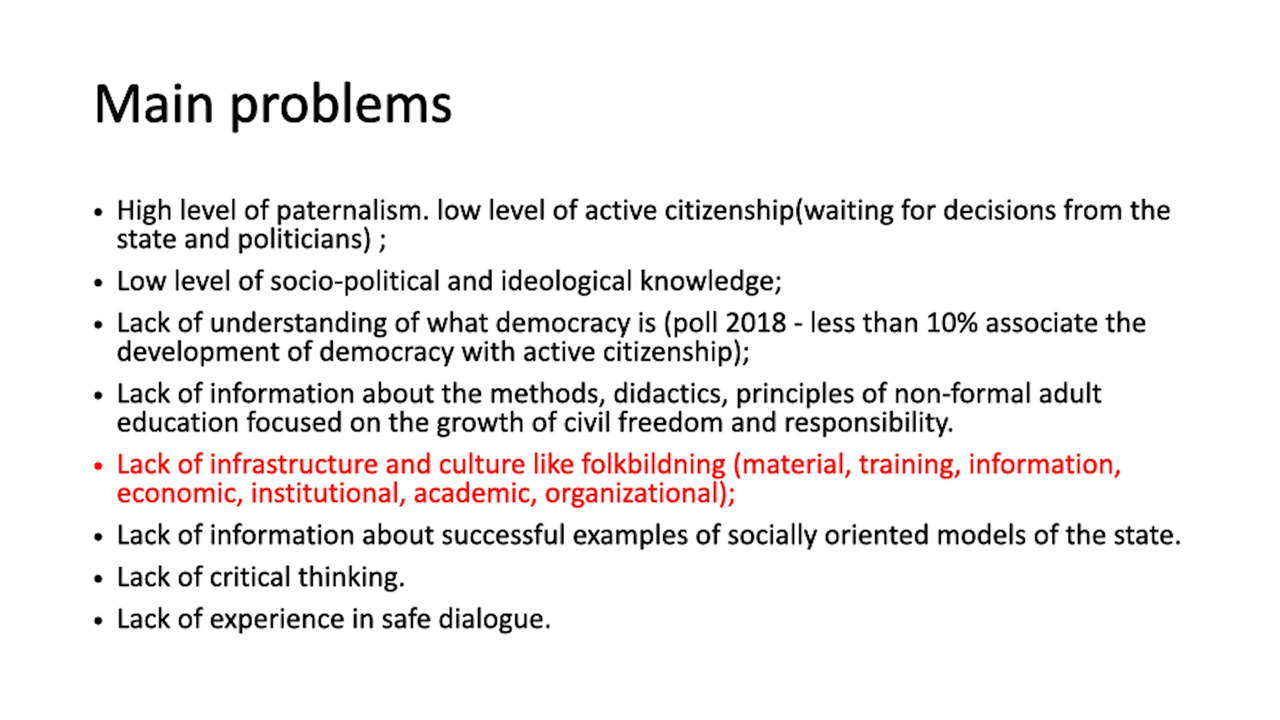 Main problems
• High level of paternalism. low level of active citizenship(waiting for decisions from the
state and politicians) ;
• Low level of socio-political and ideological knowledge;
• Lack of understanding of what democracy is (poll 2018 - less than 10% associate the
development of democracy with active citizenship);
• Lack of information about the methods, didactics, principles of non-formal adult
education focused on the growth of civil freedom and responsibility.
• Lack of infrastructure and culture like folkbildning (material, training, information,
economic, institutional, academic, organizational);
• Lack of information about successful examples of socially oriented models of the state.
• Lack of critical thinking.
• Lack of experience in safe dialogue.